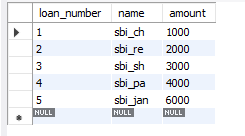 loan_number name amount
1 sbi_ch 1000
2 sbi_re 2000
3 sbi_sh 3000
4 sbi_pa 4000
5 sbi_jan 6000
NULL NULL NULL